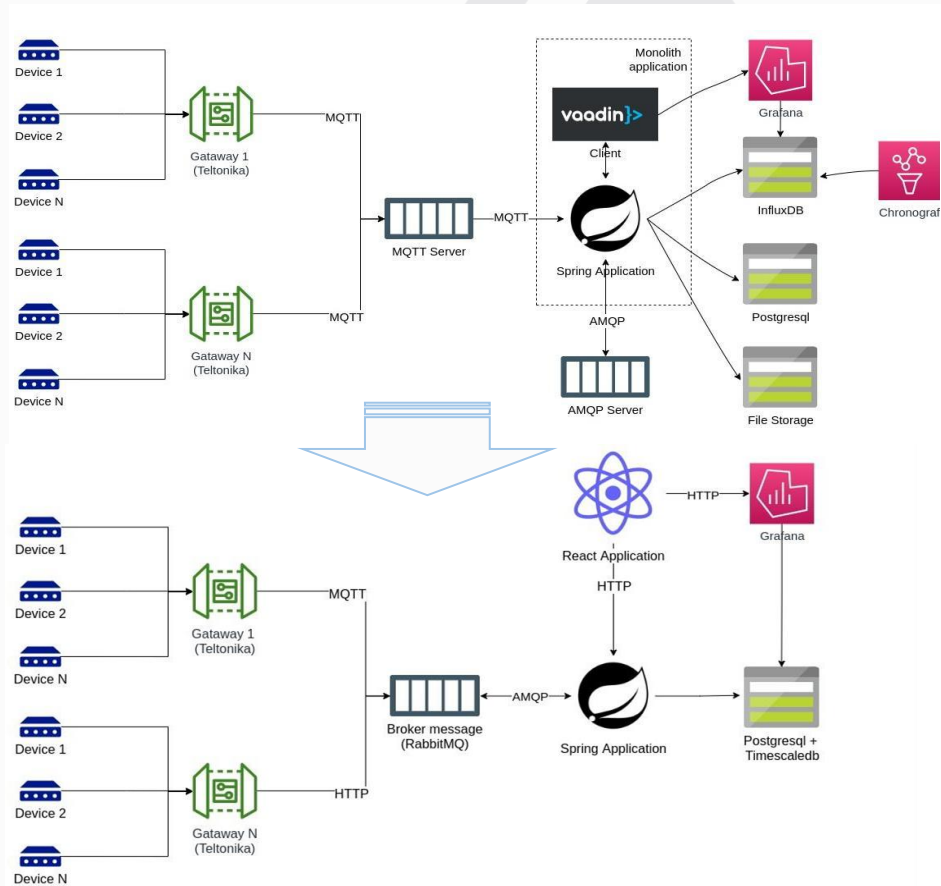 Device 1
Device 2
Device N
Gataway 1
(Teltonika)
MQTT
Device 1
Device 2
Device N
Gataway N
(Teltonika)
MQTT
MQTT Server
MQTT
Monolith
application
vaadin}>
Client
Spring Application
AMQP
AMQP Server
Grafana
InfluxDB
Chronograf
Postgresql
File Storage
Device 1
Device 2
Device N
Gataway 1
(Teltonika)
MQTT
Device 1
Device 2
Device N
Gataway N
(Teltonika)
HTTP
Broker message
(RabbitMQ)
AMQP
React Application
HTTP
HTTP
Spring Application
Grafana
Postgresql +
Timescaledb